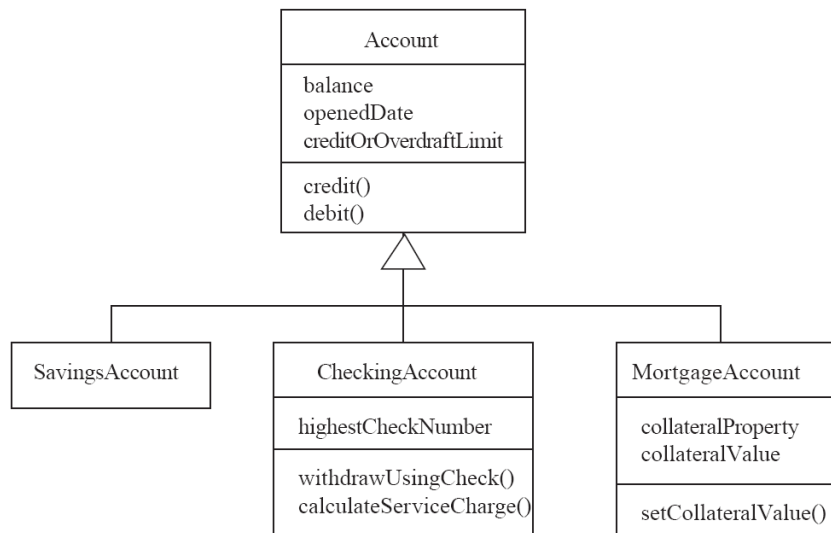 Account
balance
openedDate
creditOrOverdraftLimit
credit()
debit()
SavingsAccount
CheckingAccount
highestCheckNumber
withdrawUsingCheck()
calculateServiceCharge()
MortgageAccount
collateralProperty
collateralValue
setCollateralValue()